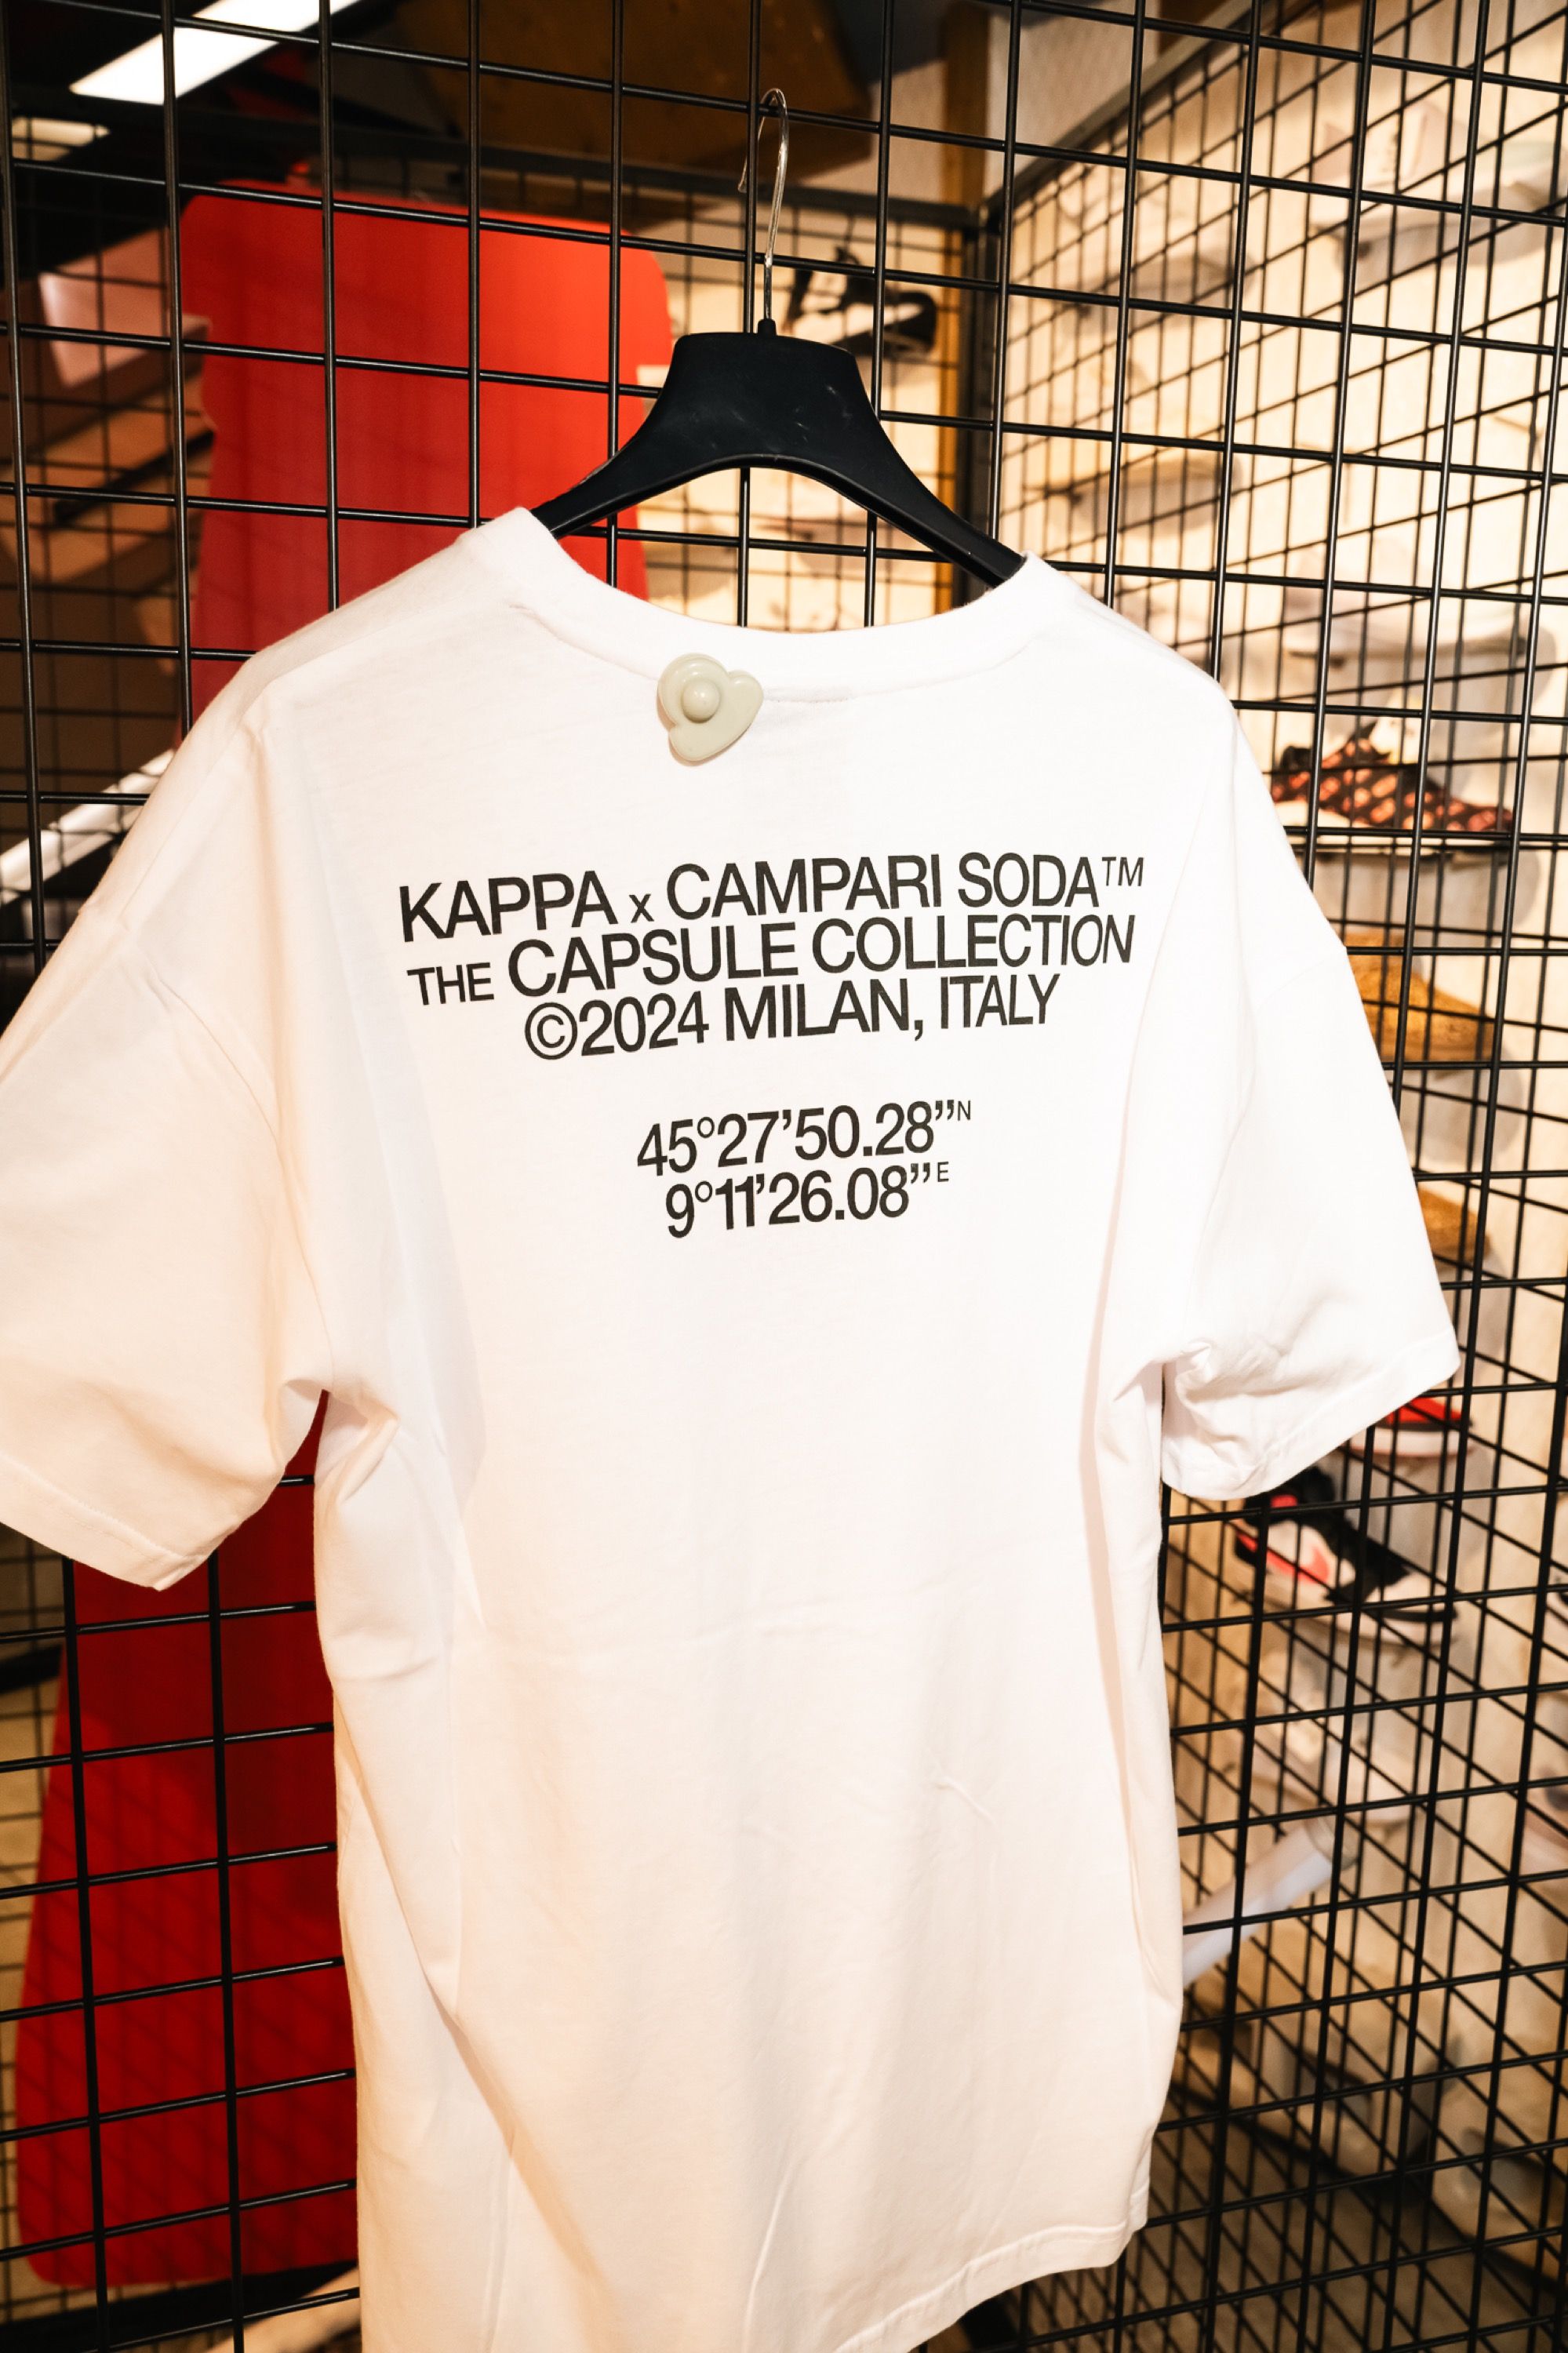 KAPPA x CAMPARI SODA™
THE CAPSULE COLLECTION
©2024 MILAN, ITALY
45°27’50.28”N
9°11’26.08”E